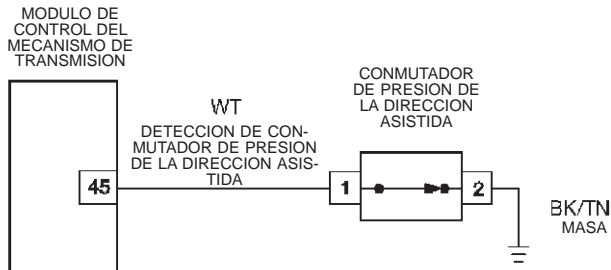 MODULO DE
CONTROL DEL
MECANISMO DE
TRANSMISION
45
WT
DETECCION DE CON-
MUTADOR DE PRESION
DE LA DIRECCION ASIS-
TIDA
CONMUTADOR
DE PRESION DE
LA DIRECCION
ASISTIDA
1
2
BK/TN
MASA